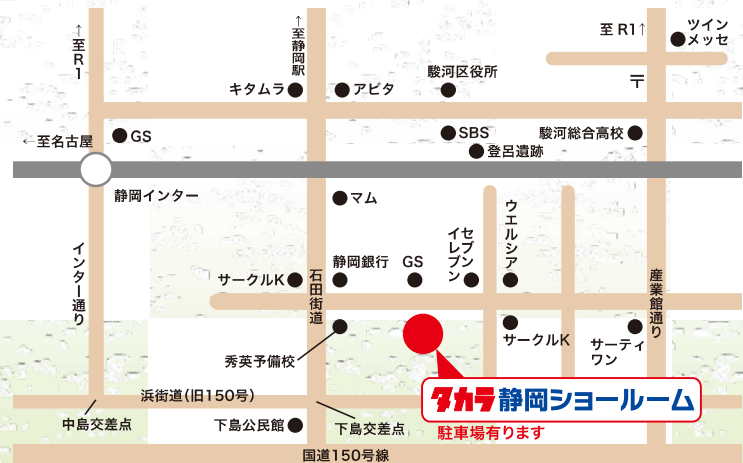 ↑至R1
↑至静岡駅
至 R1↑
ツイン
メッセ
キタムラ
アピタ
駿河区役所
〒
←至名古屋
GS
SBS
駿河総合高校
登呂遺跡
静岡インター
マム
ウエルシア
セブン
イレブン
インター通り
サークルK
石田街道
静岡銀行
GS
産業館通り
サークルK
サーティ
ワン
秀英予備校
浜街道(旧150号)
タカラ静岡ショールーム
中島交差点
下島公民館
下島交差点
駐車場有ります
国道150号線